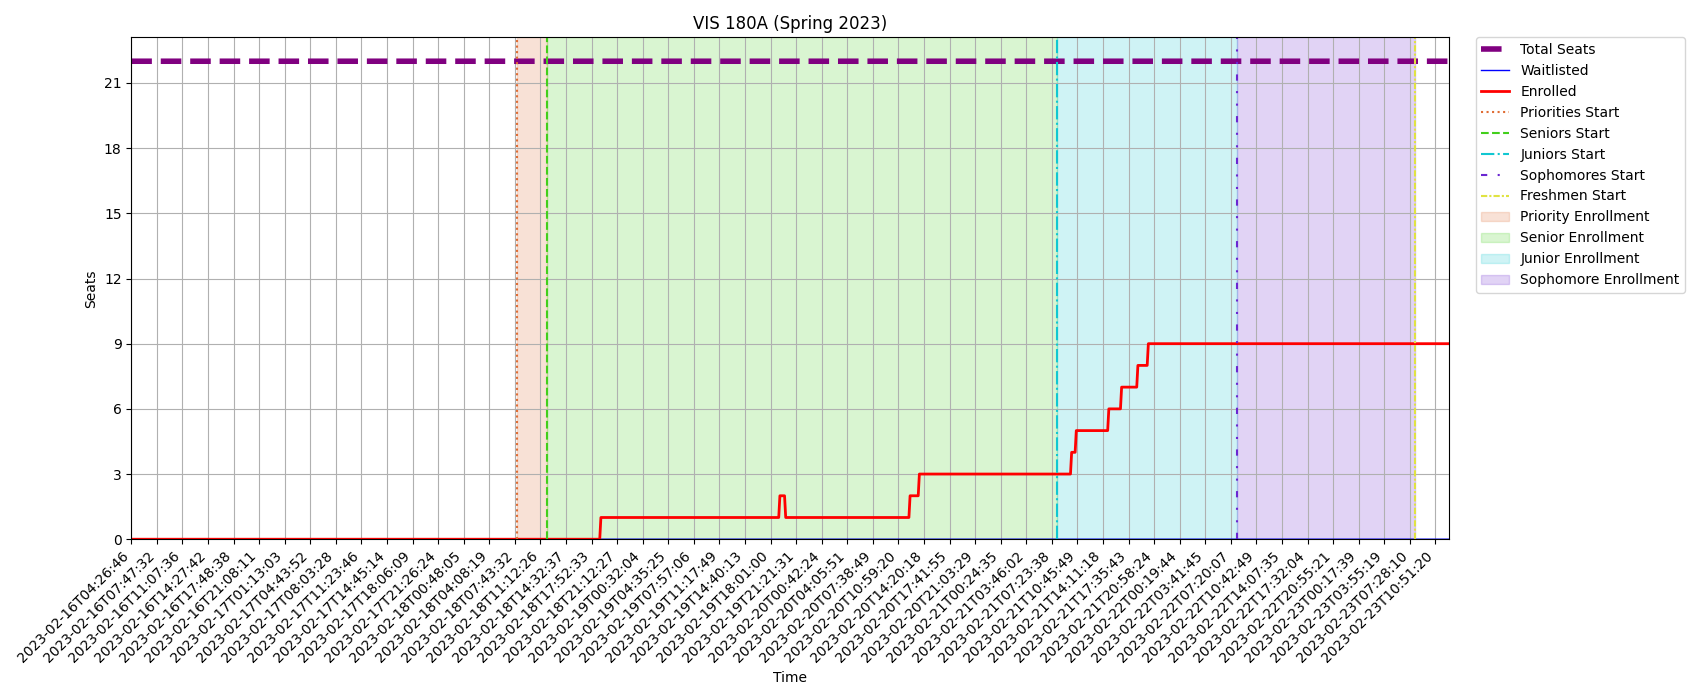 VIS 180A (Spring 2023)
Total Seats
Waitlisted
Enrolled
Priorities Start
Seniors Start
Juniors Start
Sophomores Start
Freshmen Start
Priority Enrollment
Senior Enrollment
Junior Enrollment
Sophomore Enrollment
Seats
21
18
15
12
9
6
3
0
2023-02-16T04:26:46
2023-02-16T07:47:32
2023-02-16T11:07:36
2023-02-16T14:27:42
2023-02-16T17:48:38
2023-02-16T21:08:11
2023-02-17T01:13:03
2023-02-17T04:43:52
2023-02-17T08:03:28
2023-02-17T11:23:46
2023-02-17T14:45:14
2023-02-17T18:06:09
2023-02-17T21:26:24
2023-02-18T00:48:05
2023-02-18T04:08:19
2023-02-18T07:43:32
2023-02-18T11:12:26
2023-02-18T14:32:37
2023-02-18T17:52:33
2023-02-18T21:12:27
2023-02-19T00:32:04
2023-02-19T04:35:25
2023-02-19T07:57:06
2023-02-19T11:17:49
2023-02-19T14:40:13
2023-02-19T18:01:00
2023-02-19T21:21:31
2023-02-20T00:42:24
2023-02-20T04:05:51
2023-02-20T07:38:49
2023-02-20T10:59:20
2023-02-20T14:20:18
2023-02-20T17:41:55
2023-02-20T21:03:29
2023-02-21T00:24:35
2023-02-21T03:46:02
2023-02-21T07:23:38
2023-02-21T10:45:49
2023-02-21T14:11:18
2023-02-21T17:35:43
2023-02-21T20:58:24
2023-02-22T00:19:44
2023-02-22T03:41:45
2023-02-22T07:20:07
2023-02-22T10:42:49
2023-02-22T14:07:35
2023-02-22T17:32:04
2023-02-22T20:55:21
2023-02-23T00:17:39
2023-02-23T03:55:19
2023-02-23T07:28:10
2023-02-23T10:51:20
Time